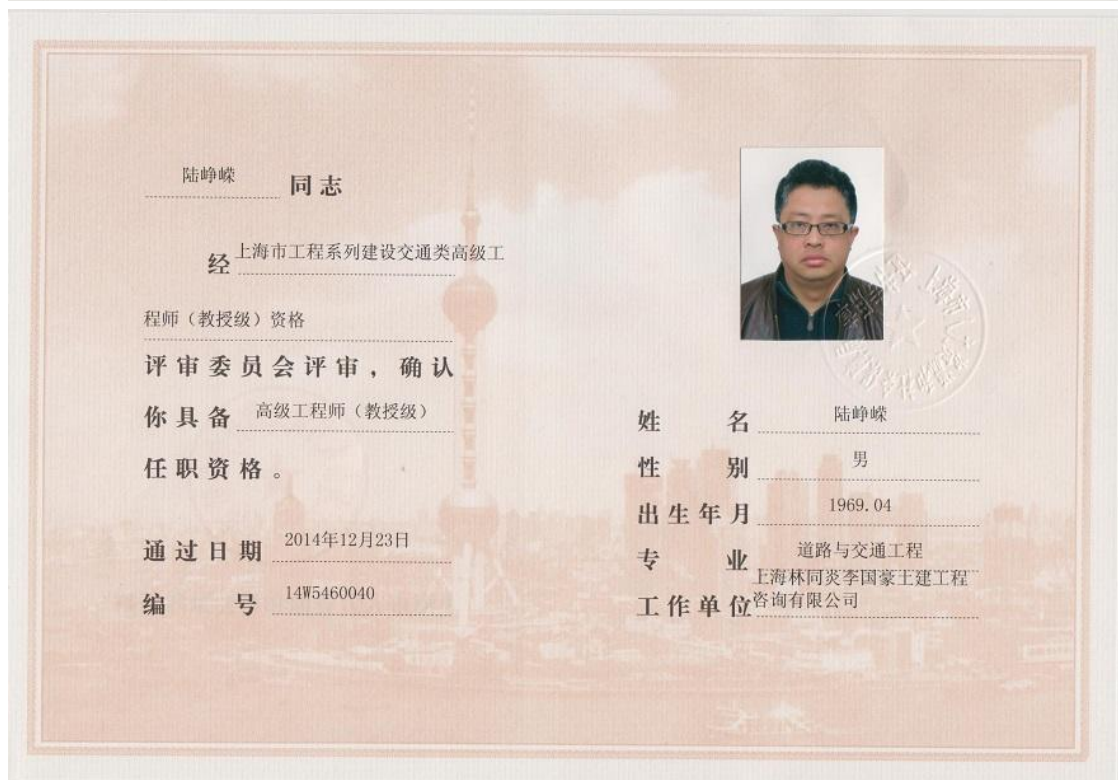 陆峥嵘 同志
经 上海市工程系列建设交通类高级工
程师（教授级）资格
评审委员会评审，确认
你具备 高级工程师（教授级）
任职资格。
通过日期 2014年12月23日
编号 14W5460040
姓名 陆峥嵘
性别 男
出生年月 1969.04
专业 道路与交通工程
工作单位 上海林同炎李国豪土建工程
咨询有限公司